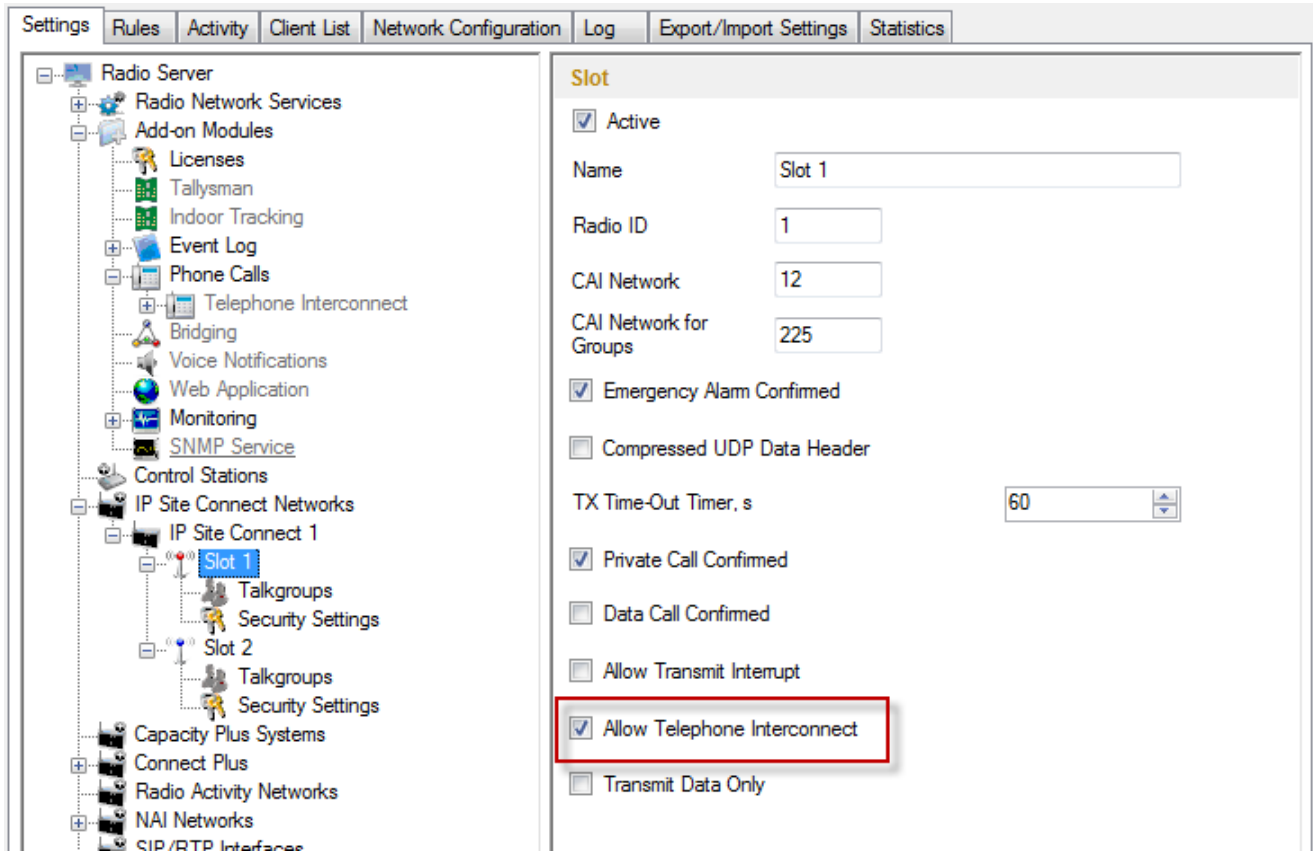 Settings Rules Activity Client List Network Configuration Log Export/Import Settings Statistics
Radio Server
Radio Network Services
Add-on Modules
Licenses
Tallysman
Indoor Tracking
Event Log
Phone Calls
Telephone Interconnect
Bridging
Voice Notifications
Web Application
Monitoring
SNMP Service
Control Stations
IP Site Connect Networks
IP Site Connect 1
Slot 1
Talkgroups
Security Settings
Slot 2
Talkgroups
Security Settings
Capacity Plus Systems
Connect Plus
Radio Activity Networks
NAI Networks
SIP/RTP Interfaces
Slot
Active
Name Slot 1
Radio ID 1
CAI Network 12
CAI Network for
Groups 225
Emergency Alarm Confirmed
Compressed UDP Data Header
TX Time-Out Timer, s 60
Private Call Confirmed
Data Call Confirmed
Allow Transmit Interrupt
Allow Telephone Interconnect
Transmit Data Only